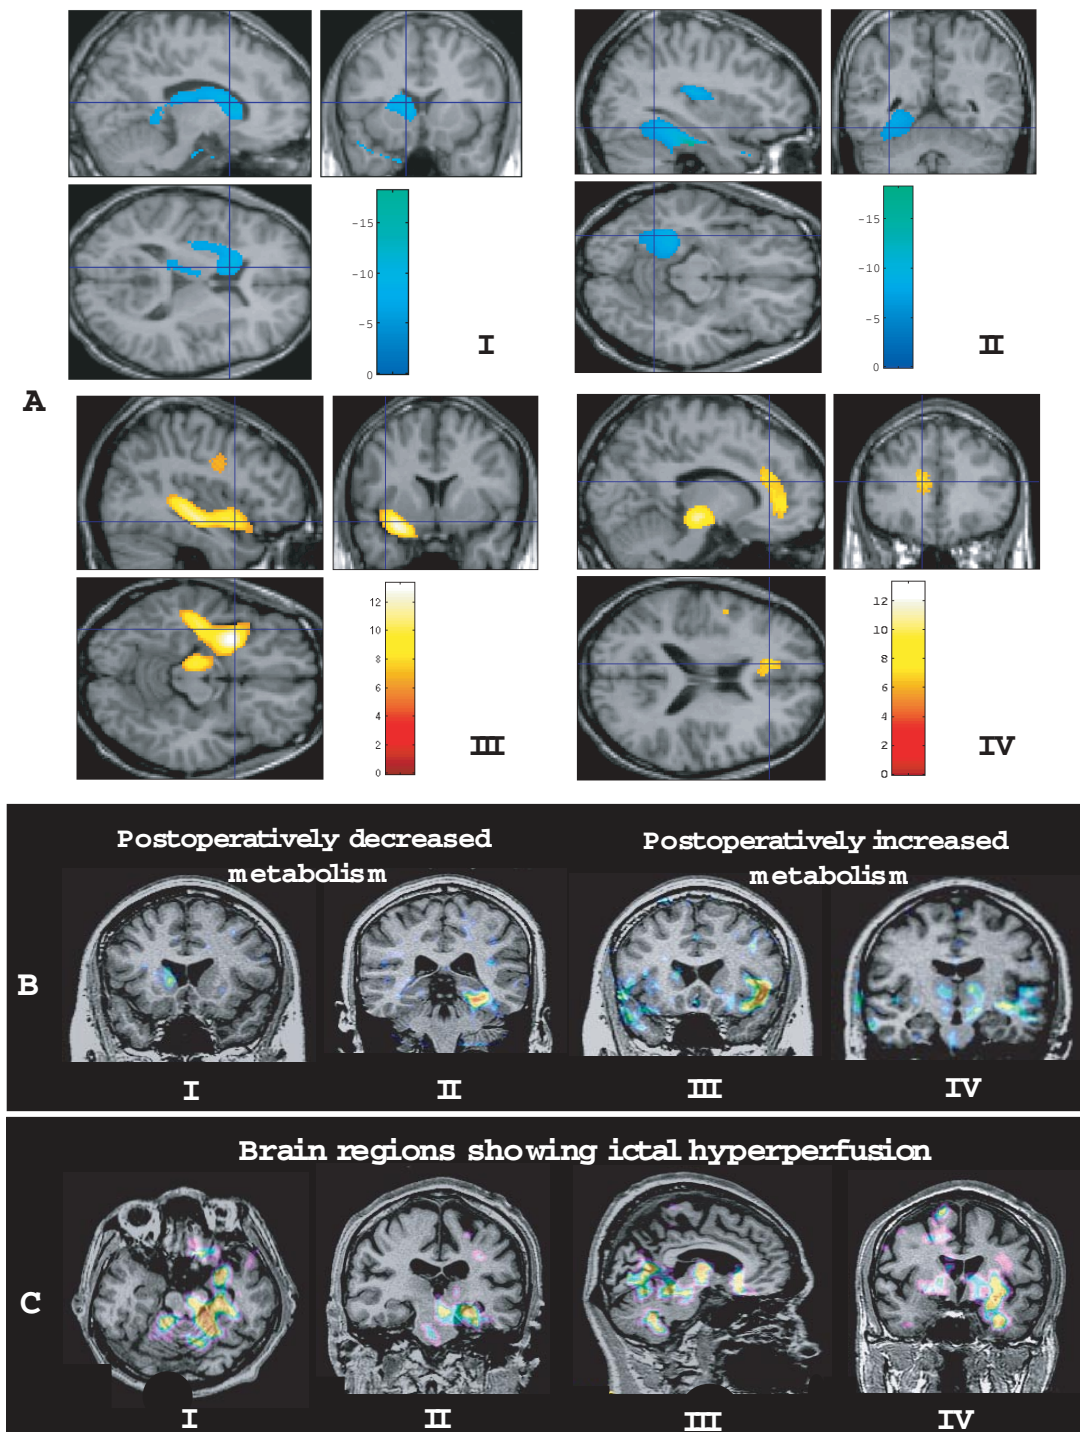 -15
-10
-5
0
I
-15
-10
-5
0
II
A
12
10
8
6
4
2
0
III
12
10
8
6
4
2
0
IV
Postoperatively decreased
metabolism
Postoperatively increased
metabolism
B
I
II
III
IV
Brain regions showing ictal hyperperfusion
C
I
II
III
IV